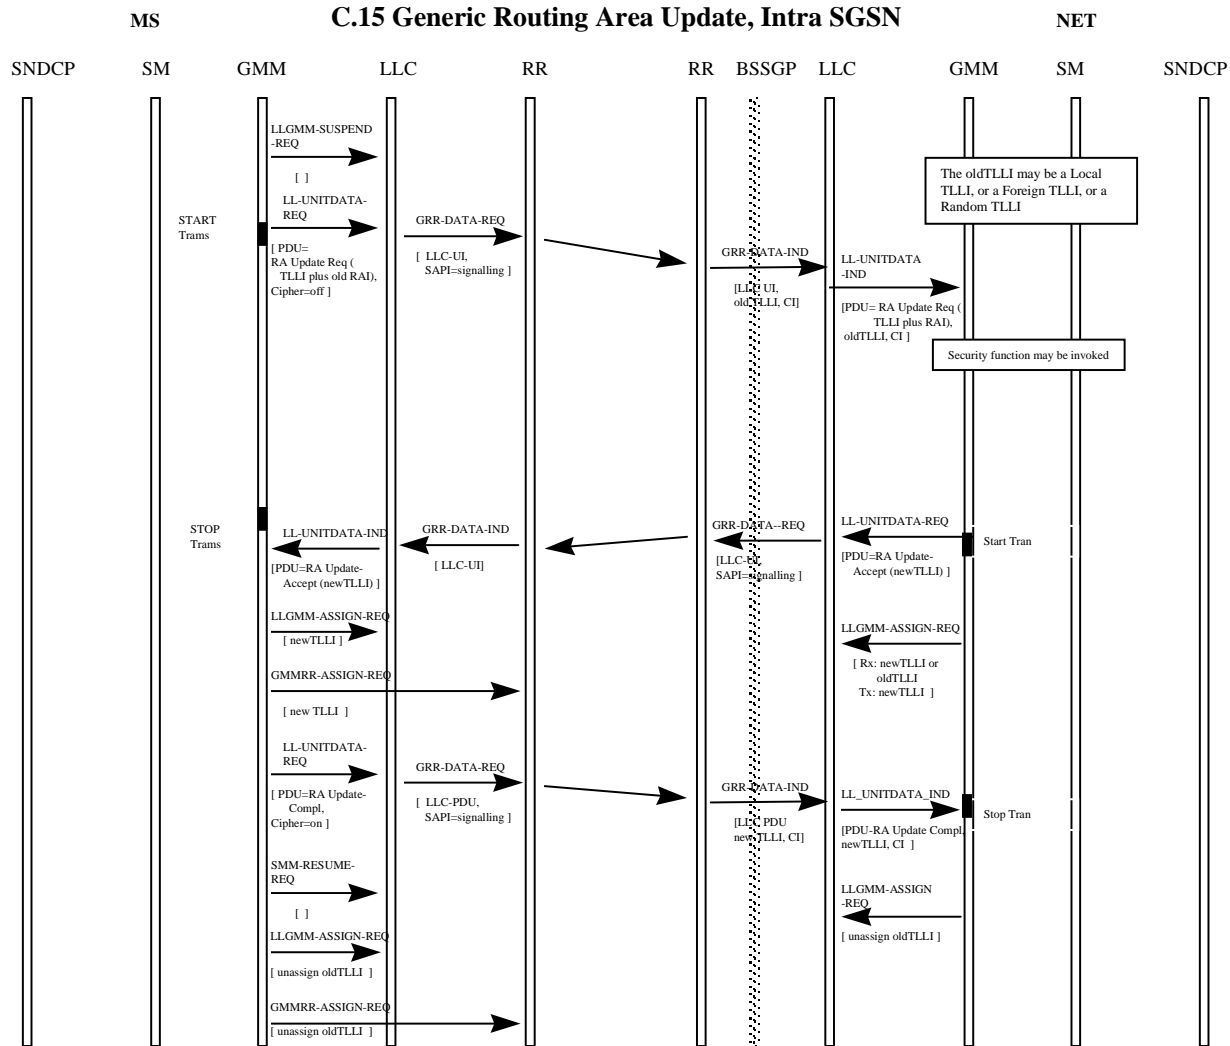 MS
C.15 Generic Routing Area Update, Intra SGSN
NET
SNDCP SM GMM LLC RR RR BSSGP LLC GMM SM SNDCP
LLGMM-SUSPEND
-REQ
[ ]
LL-UNITDATA-
REQ
START
Trams
[ PDU=
RA Update Req (
TLLI plus old RAI),
Cipher=off ]
GRR-DATA-REQ
[ LLC-UI,
SAPI=signalling ]
GRR-DATA-IND
[LLC UI,
old TLLI, CI]
LL-UNITDATA
-IND
[PDU= RA Update Req (
TLLI plus RAI),
oldTLLI, CI ]
The oldTLLI may be a Local
TLLI, or a Foreign TLLI, or a
Random TLLI
Security function may be invoked
STOP
Trams
LL-UNITDATA-IND
[PDU=RA Update-
Accept (newTLLI) ]
GRR-DATA-IND
[ LLC-UI]
GRR-DATA--REQ
[LLC-UI,
SAPI=signalling ]
LL-UNITDATA-REQ
[PDU=RA Update-
Accept (newTLLI) ]
Start Tran
LLGMM-ASSIGN-REQ
[ newTLLI ]
LLGMM-ASSIGN-REQ
[ Rx: newTLLI or
oldTLLI
Tx: newTLLI ]
GMMRR-ASSIGN-REQ
[ new TLLI ]
LL-UNITDATA-
REQ
[ PDU=RA Update-
Compl,
Cipher=on ]
GRR-DATA-REQ
[ LLC-PDU,
SAPI=signalling ]
GRR-DATA-IND
[LLC PDU
new TLLI, CI]
LL_UNITDATA_IND
[PDU-RA Update Compl,
newTLLI, CI ]
Stop Tran
SMM-RESUME-
REQ
[ ]
LLGMM-ASSIGN
-REQ
[ unassign oldTLLI ]
LLGMM-ASSIGN-REQ
[ unassign oldTLLI ]
GMMRR-ASSIGN-REQ
[ unassign oldTLLI ]